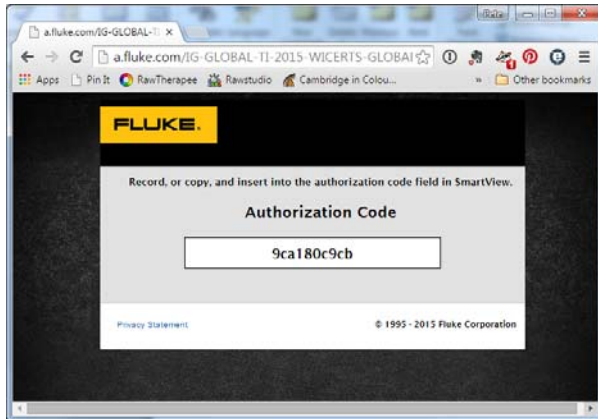 a.fluke.com/IG-GLOBAL-TI
a.fluke.com/IG-GLOBAL-TI-2015-WICERTS-GLOBAI
Apps Pin It RawTherapee Rawstudio Cambridge in Colou... » Other bookmarks
FLUKE.
Record, or copy, and insert into the authorization code field in SmartView.
Authorization Code
9ca180c9cb
Privacy Statement © 1995 - 2015 Fluke Corporation